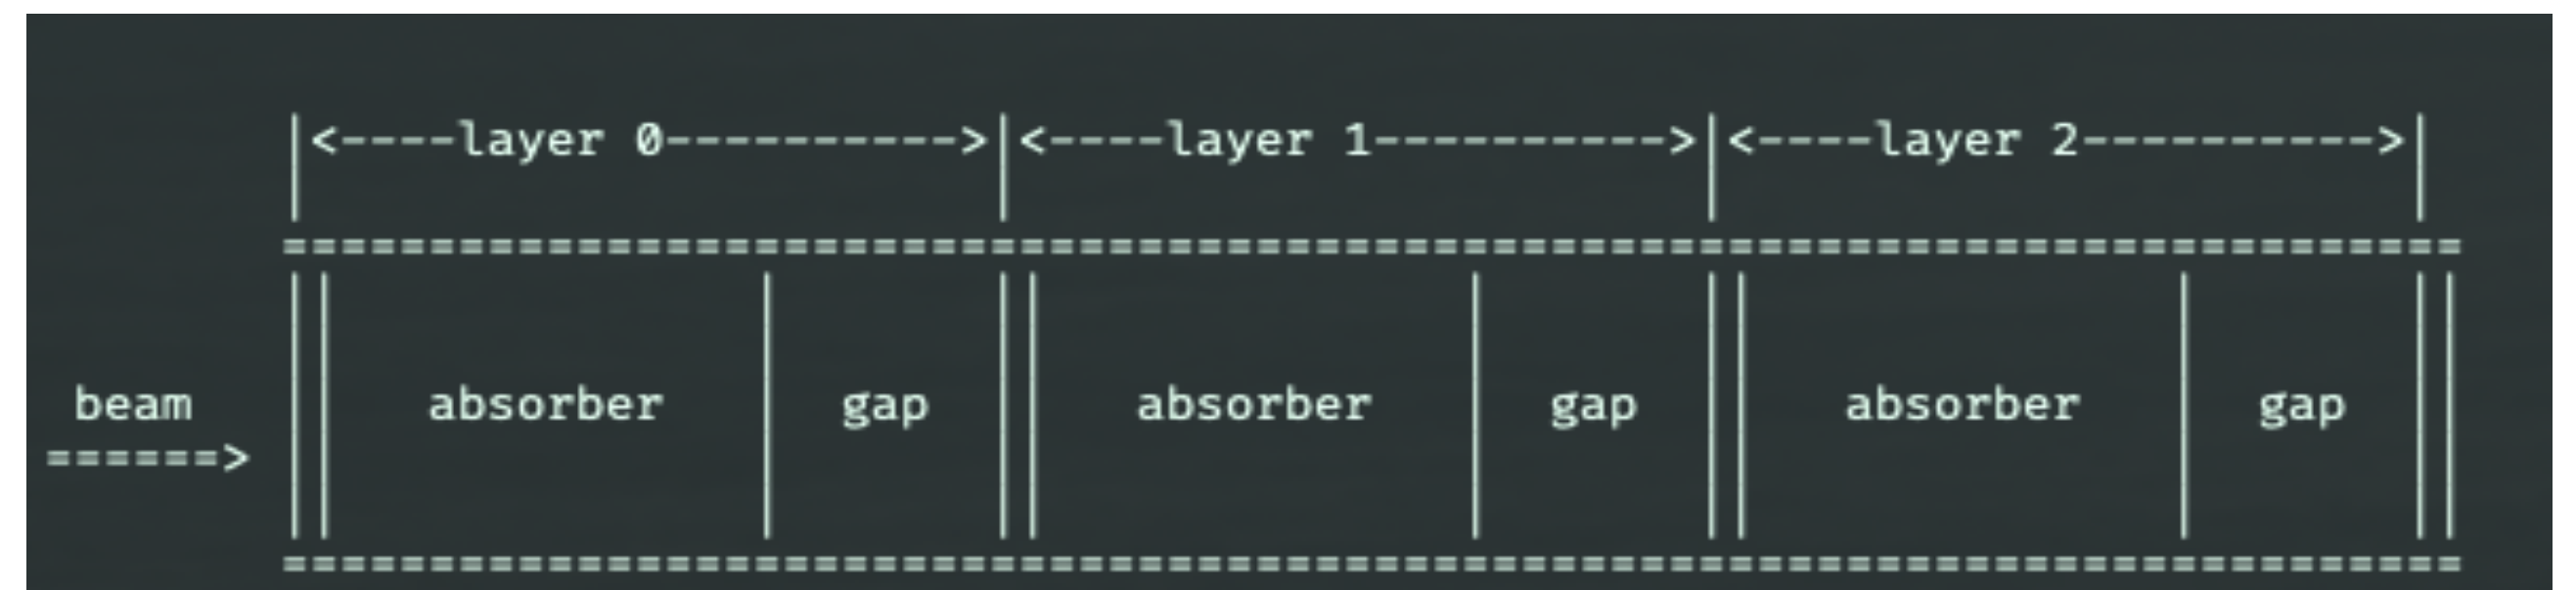 |<----layer 0---------->|<----layer 1---------->|<----layer 2---------->|
==========================================================================
beam || absorber | gap || absorber | gap || absorber | gap ||
======>
==========================================================================